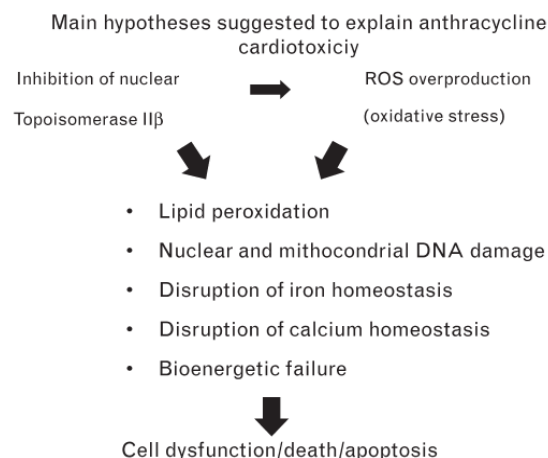 Main hypotheses suggested to explain anthracycline
cardiotoxiciy
Inhibition of nuclear
Topoisomerase IIβ
ROS overproduction
(oxidative stress)
• Lipid peroxidation
• Nuclear and mithocondrial DNA damage
• Disruption of iron homeostasis
• Disruption of calcium homeostasis
• Bioenergetic failure
Cell dysfunction/death/apoptosis